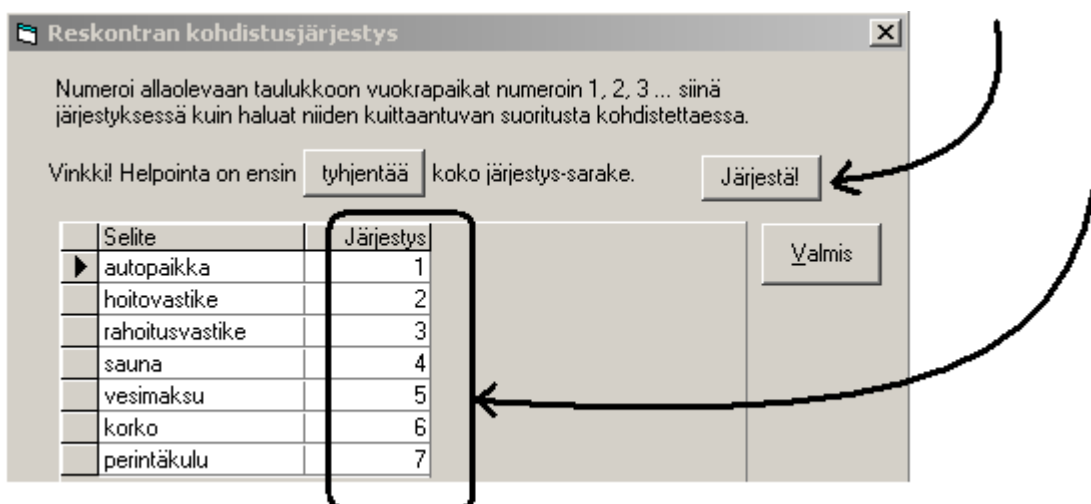 Reskontran kohdistusjärjestys
Numeroi allaolevaan taulukkoon vuokrapaikat numeroin 1, 2, 3 ... siinä
järjestyksessä kuin haluat niiden kuittaantuvan suoritusta kohdistettaessa.
Vinkki! Helpointa on ensin tyhjentää koko järjestys-sarake. Järjestä!
Selite Järjestys
Valmis
autopaikka 1
hoitovastike 2
rahoitusvastike 3
sauna 4
vesimaksu 5
korko 6
perintäkulu 7